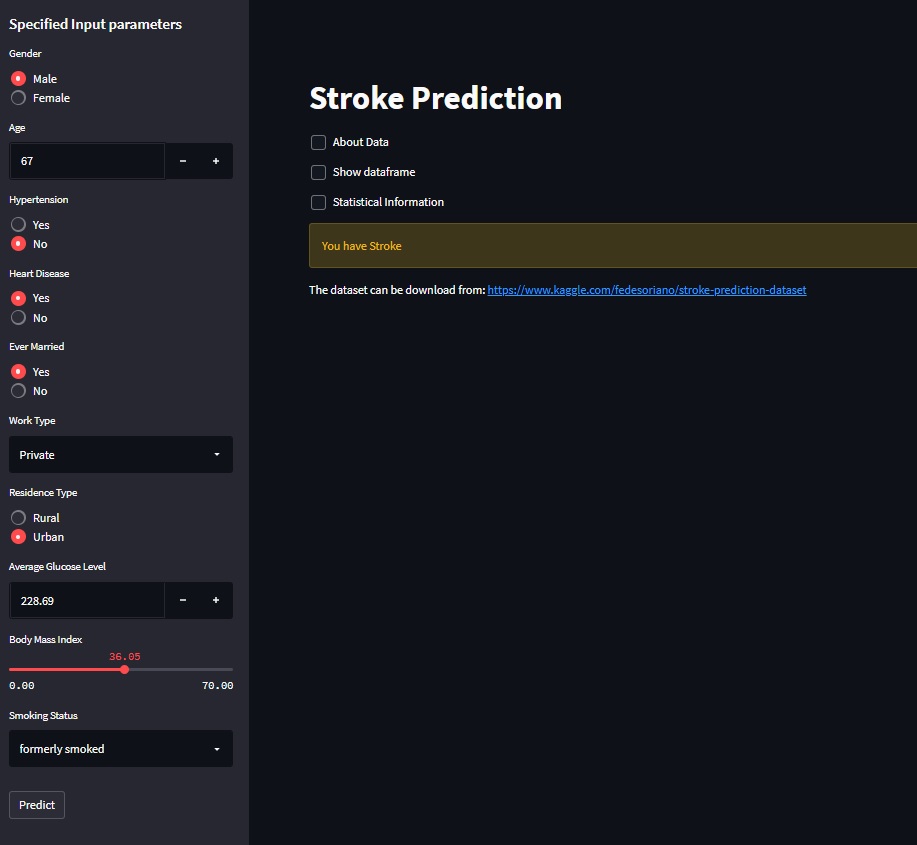 Specified Input parameters
Gender
Male
Female
Age
67
Hypertension
Yes
No
Heart Disease
Yes
No
Ever Married
Yes
No
Work Type
Private
Residence Type
Rural
Urban
Average Glucose Level
228.69
Body Mass Index
36.05
0.00 70.00
Smoking Status
formerly smoked
Predict
Stroke Prediction
About Data
Show dataframe
Statistical Information
You have Stroke
The dataset can be download from: https://www.kaggle.com/fedesoriano/stroke-prediction-dataset